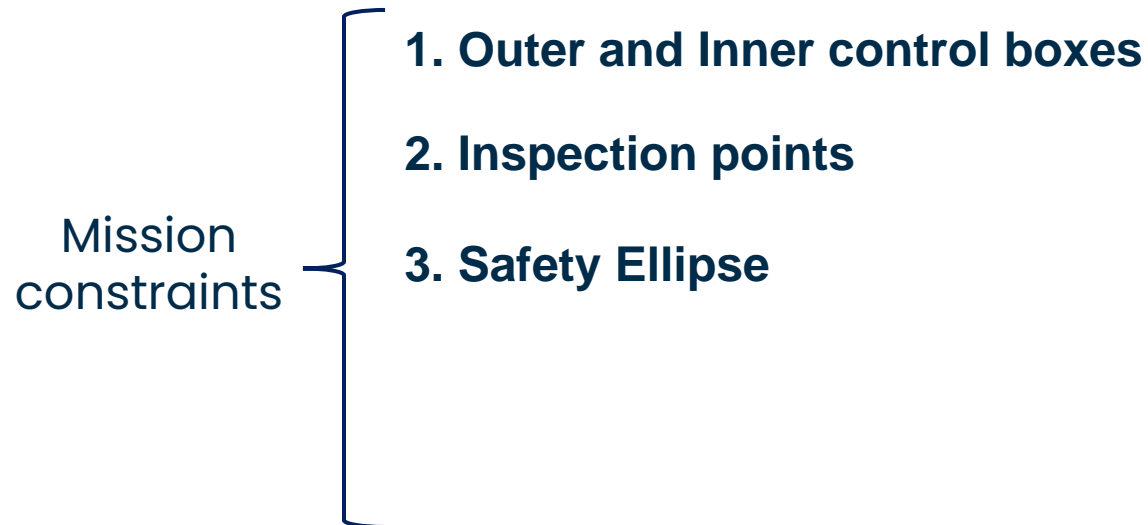 1. Outer and Inner control boxes
2. Inspection points
3. Safety Ellipse
Mission
constraints